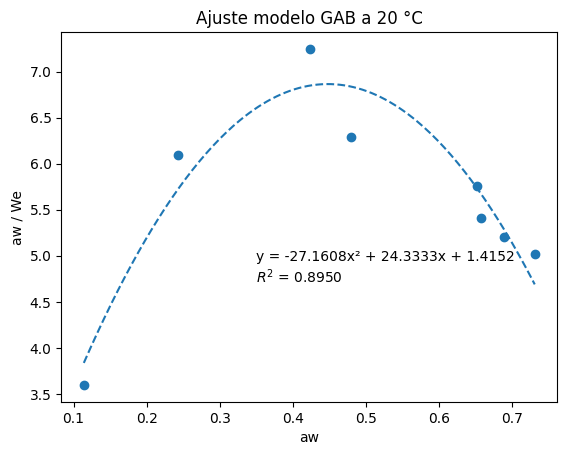 Ajuste modelo GAB a 20 °C
aw / We
7.0
6.5
6.0
5.5
5.0
4.5
4.0
3.5
y = -27.1608x² + 24.3333x + 1.4152
R² = 0.8950
0.1 0.2 0.3 0.4 0.5 0.6 0.7
aw